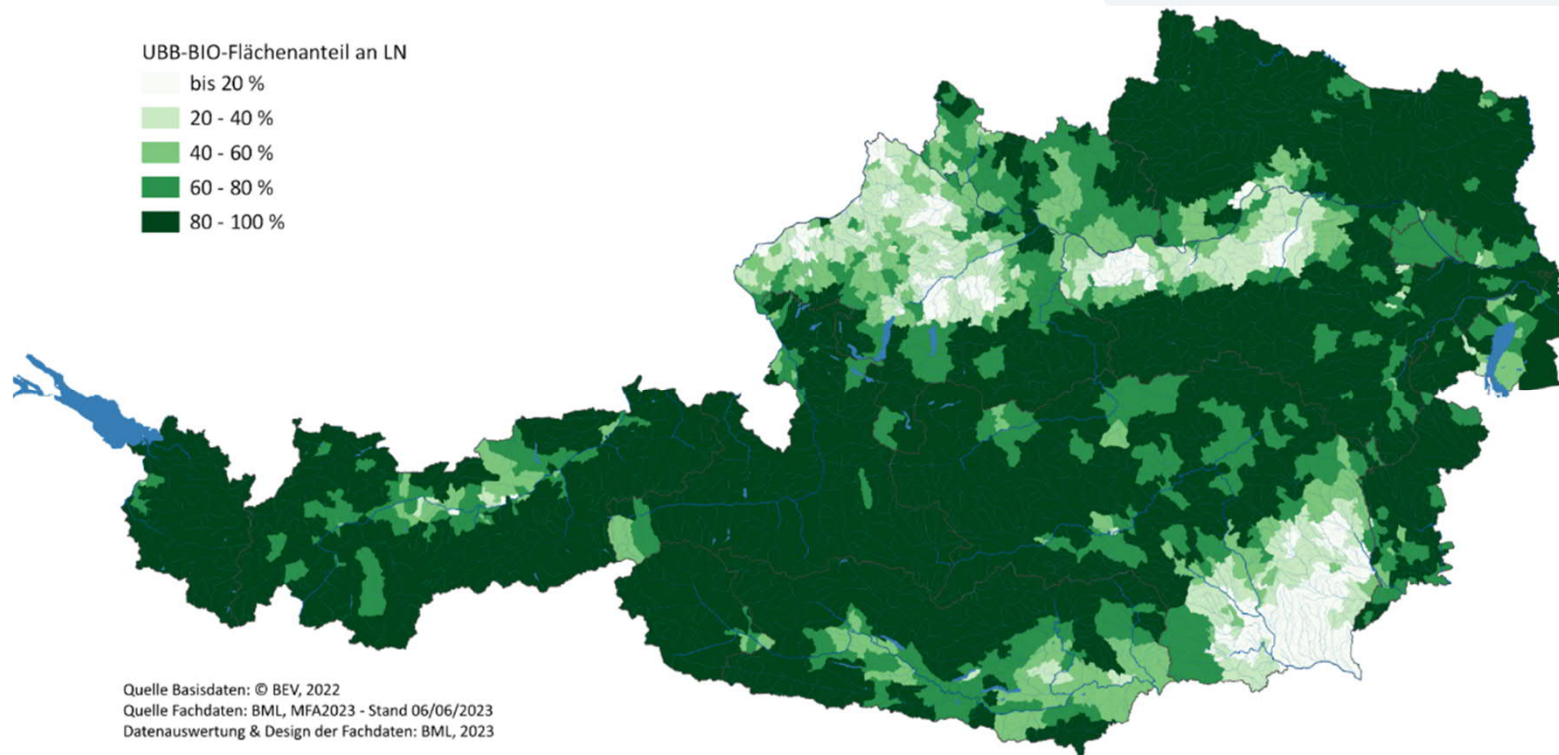 UBB-BIO-Flächenanteil an LN
bis 20 %
20 - 40 %
40 - 60 %
60 - 80 %
80 - 100 %
Quelle Basisdaten: © BEV, 2022
Quelle Fachdaten: BML, MFA2023 - Stand 06/06/2023
Datenauswertung & Design der Fachdaten: BML, 2023